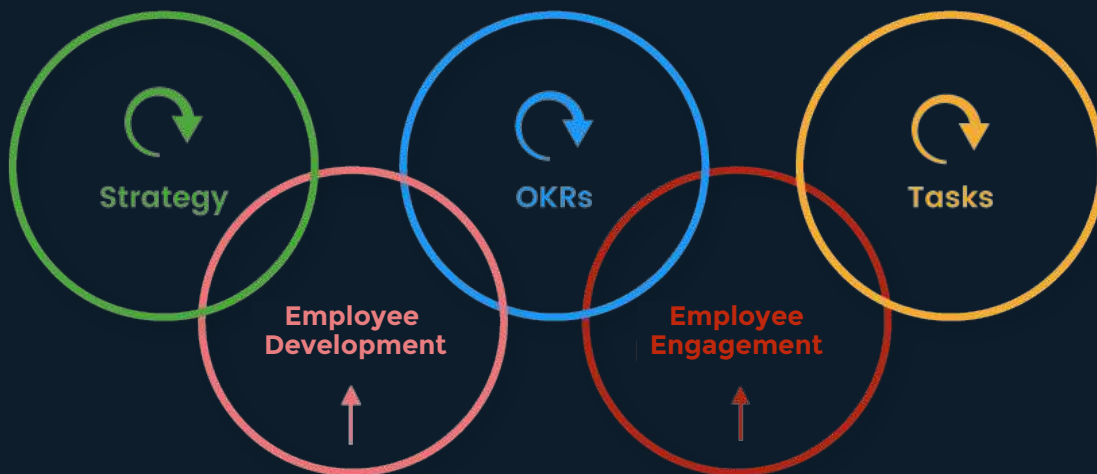 Strategy
OKRs
Tasks
Employee
Development
Employee
Engagement